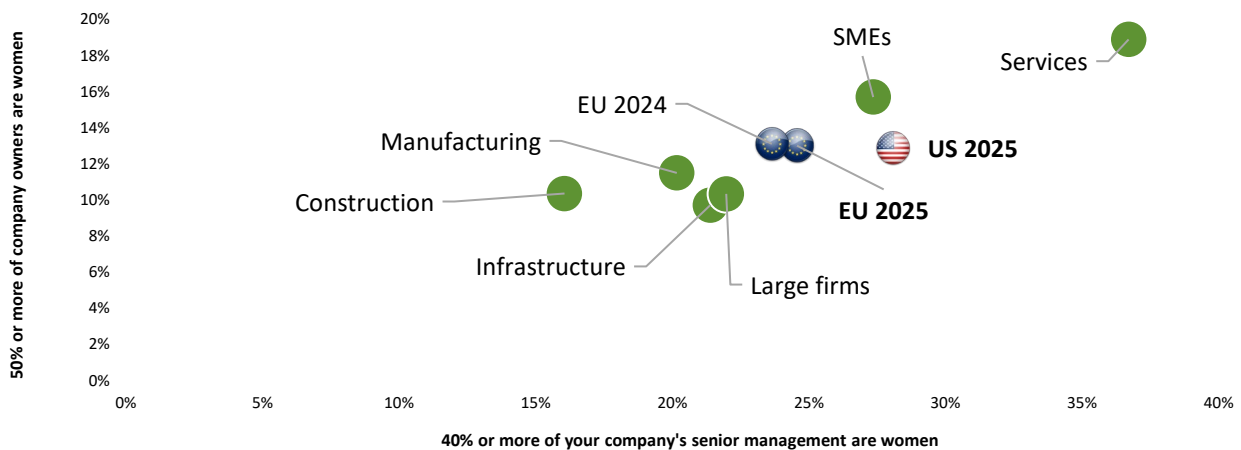 50% or more of company owners are women
20%
18%
16%
14%
12%
10%
8%
6%
4%
2%
0%
SMEs
Services
EU 2024
Manufacturing
US 2025
Construction
EU 2025
Infrastructure
Large firms
0%
5%
10%
15%
20%
25%
30%
35%
40%
40% or more of your company's senior management are women